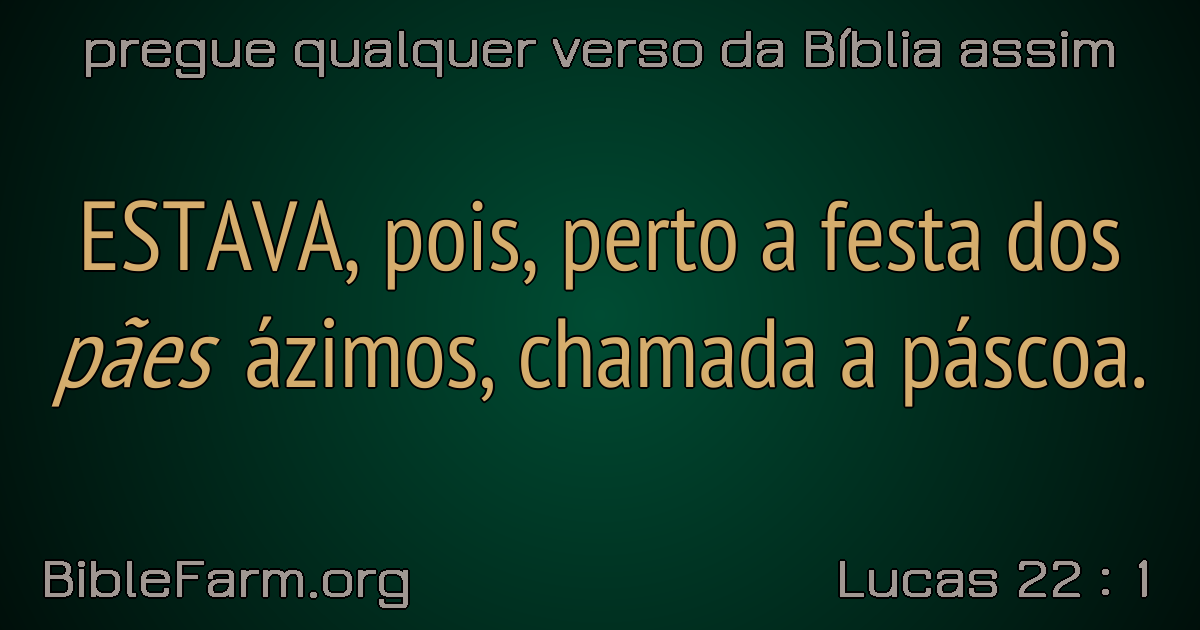 pregue qualquer verso da Bíblia assim
ESTAVA, pois, perto a festa dos
pães ázimos, chamada a páscoa.
BibleFarm.org
Lucas 22 : 1